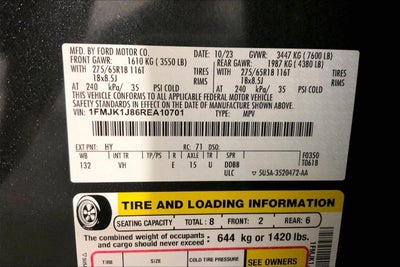 MFD. BY FORD MOTOR CO. 10/23 GVWR: 3447 KG (7600 LB)
FRONT GAWR: 1610 KG (3550 LB) REAR GAWR: 1987 KG (4380 LB)
WITH 275/65R18 116T TIRES WITH 275/65R18 116T TIRES
18x8.5J RIMS 18x8.5J RIMS
AT 240 kPa/ 35 PSI COLD AT 240 kPa/ 35 PSI COLD
THIS VEHICLE CONFORMS TO ALL APPLICABLE FEDERAL MOTOR VEHICLE
SAFETY STANDARDS IN EFFECT ON THE DATE OF MANUFACTURE SHOWN ABOVE.
VIN: 1FMJK1J86REA10701 TYPE: MPV
EXT PNT: HY RC: 71 DSO:
WB INT TR TP/PS R AXLE TR SPR F0350
132 VH E 15 U DDBB T0618
ULC 5U5A-3520472-AA
TIRE AND LOADING INFORMATION
SEATING CAPACITY TOTAL: 8 FRONT: 2 REAR: 6
The combined weight of occupants
and cargo should never exceed: 644 kg or 1420 lbs.
TIRE SIZE COLD TIRE PRESSURE SEE OWNERS